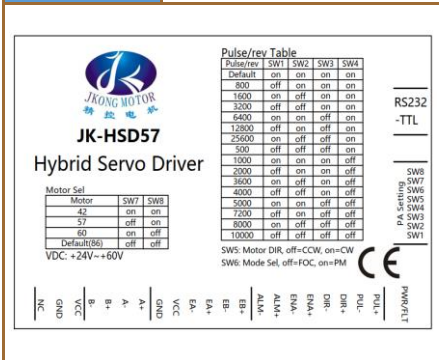 JK
JKONG MOTOR
精 控 电 机
JK-HSD57
Hybrid Servo Driver
Motor Sel
Motor SW7 SW8
42 on on
57 off on
60 on off
Default(86) off off
VDC: +24V~+60V
Pulse/rev Table
Pulse/rev SW1 SW2 SW3 SW4
Default on on on on
800 off on on on
1600 on off on on
3200 off off on on
6400 on on off on
12800 off on off on
25600 on off off on
500 off off off on
1000 on on on off
2000 off on on off
3600 on off on off
4000 off off on off
5000 on on off off
7200 off on off off
8000 on off off off
10000 off off off off
SW5: Motor DIR, off=CCW, on=CW
SW6: Mode Sel, off=FOC, on=PM
CE
RS232
-TTL
PA Setting
SW8
SW7
SW6
SW5
SW4
SW3
SW2
SW1
NC
GND
VCC
B-
B+
A-
A+
GND
VCC
EA-
EA+
EB-
EB+
ALM-
ALM+
ENA-
ENA+
DIR-
DIR+
PUL-
PUL+
PWR/FLT